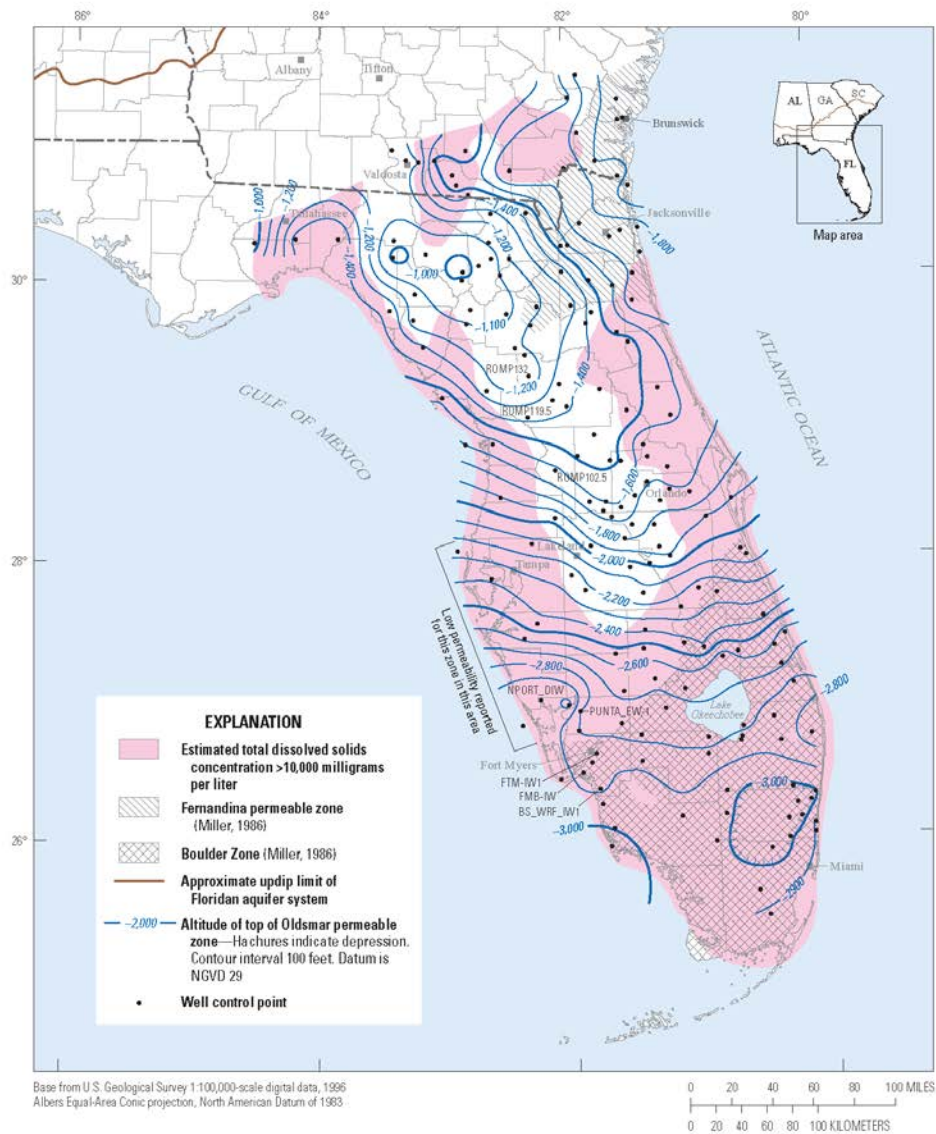 86°
84°
82°
80°
Albany
Tifton
Brunswick
AL
GA
SC
FL
Map area
Valdosta
-1,000
-1,200
Tallahassee
-1,400
-1,200
-1,400
-1,200
Jacksonville
-1,800
30°
-1,000
-1,100
ROMP132
-1,200
-1,400
ROMP119.5
GULF OF MEXICO
ATLANTIC OCEAN
ROMP102.5
-1,600
Orlando
-1,800
28°
Lakeland
-2,000
Tampa
-2,200
Low permeability reported
for this zone in this area
-2,400
-2,600
-2,800
-2,800
NPORT_DIW
PUNTA_EW-1
Lake
Okeechobee
Fort Myers
FTM-IW1
FMB-IW
BS_WRF_IW1
-3,000
-3,000
26°
Miami
-2900
EXPLANATION
Estimated total dissolved solids
concentration >10,000 milligrams
per liter
Fernandina permeable zone
(Miller, 1986)
Boulder Zone (Miller, 1986)
Approximate updip limit of
Floridan aquifer system
-2,000
Altitude of top of Oldsmar permeable
zone—Hachures indicate depression.
Contour interval 100 feet. Datum is
NGVD 29
Well control point
Base from U.S. Geological Survey 1:100,000-scale digital data, 1996
Albers Equal-Area Conic projection, North American Datum of 1983
0 20 40 60 80 100 MILES
0 20 40 60 80 100 KILOMETERS
86°
84°
82°
80°